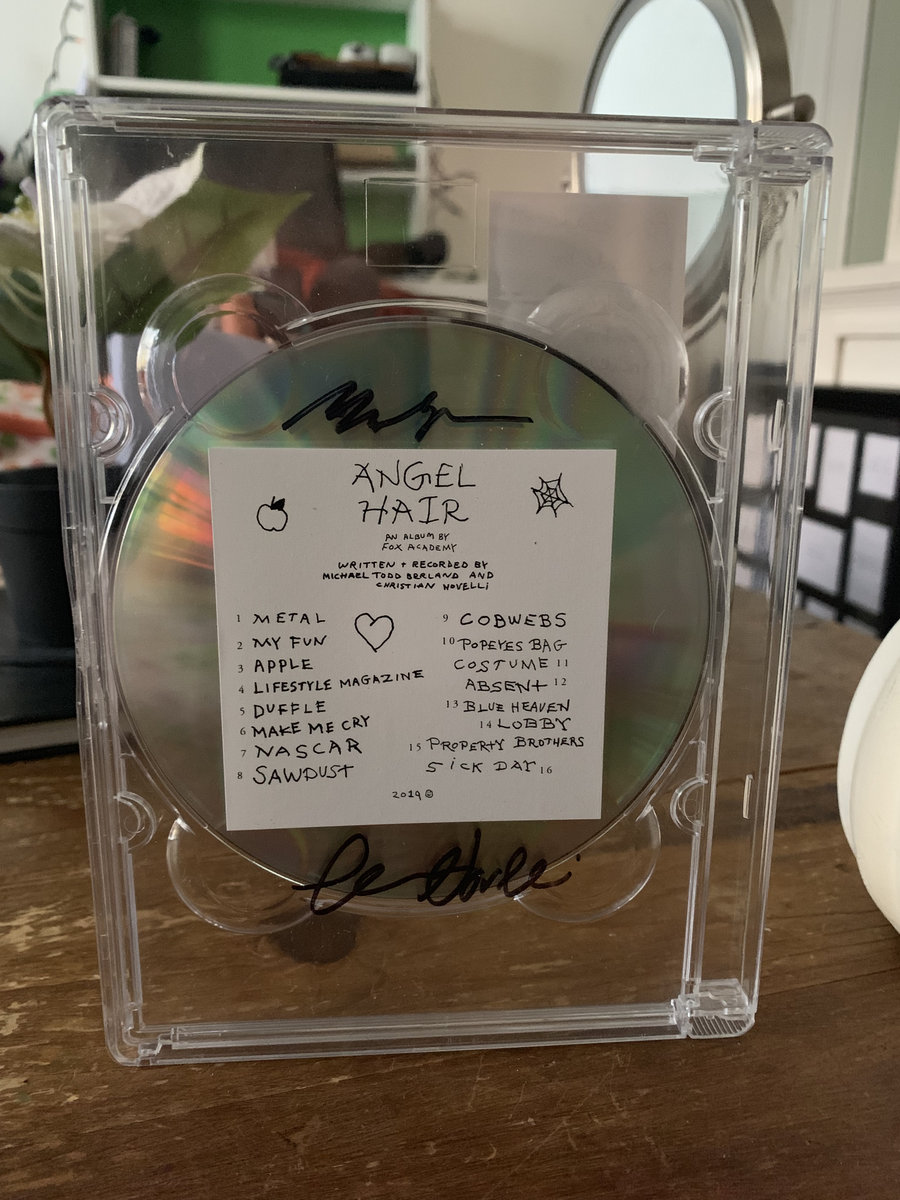 ANGEL
HAIR
AN ALBUM BY
FOX ACADEMY
WRITTEN + RECORDED BY
MICHAEL TODD BERLAND AND
CHRISTIAN NOVELLI
1 METAL
2 MY FUN
3 APPLE
4 LIFESTYLE MAGAZINE
5 DUFFLE
6 MAKE ME CRY
7 NASCAR
8 SAWDUST
9 COBWEBS
10 POPEYES BAG
COSTUME 11
ABSENT 12
13 BLUE HEAVEN
14 LOBBY
15 PROPERTY BROTHERS
SiCK DAY 16
2019